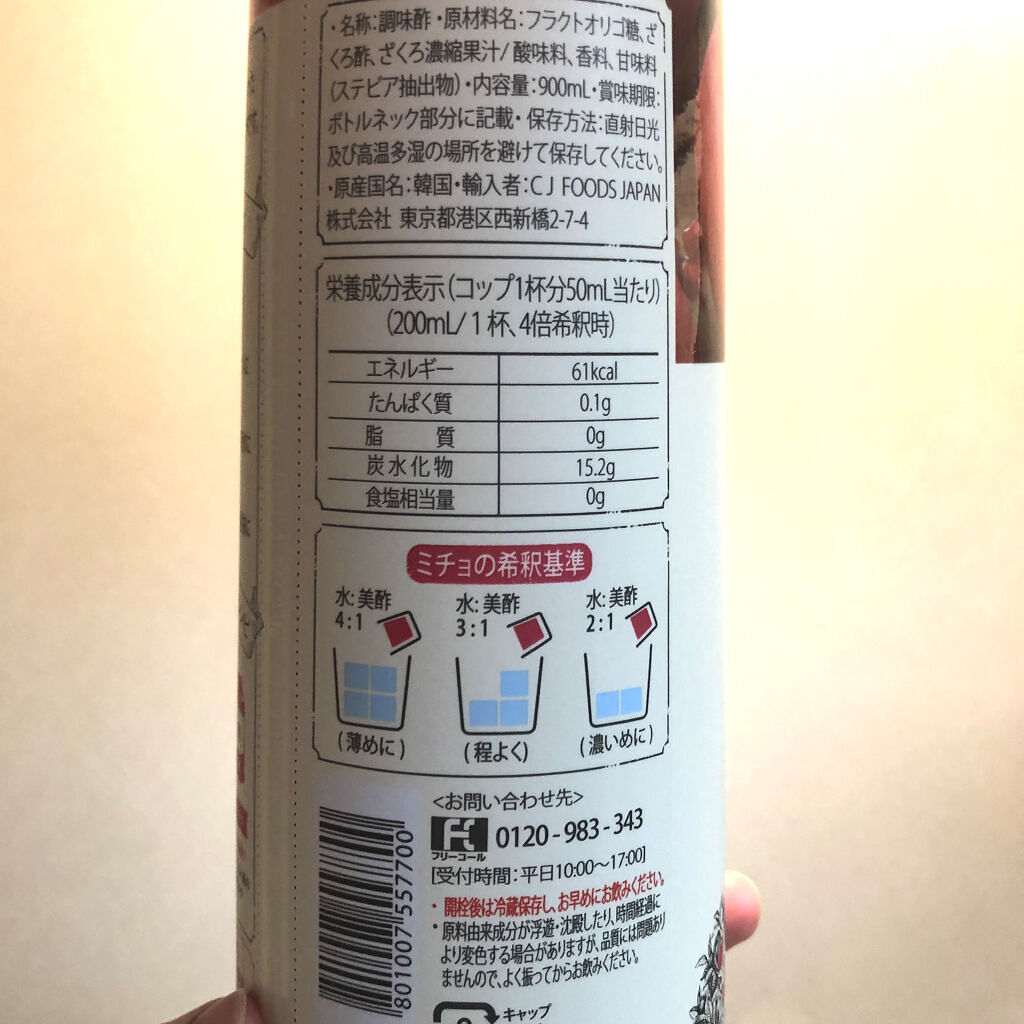 ・名称:調味酢・原材料名:フラクトオリゴ糖、ざ
くろ酢、ざくろ濃縮果汁/酸味料、香料、甘味料
(ステビア抽出物)・内容量:900mL・賞味期限:
ボトルネック部分に記載・保存方法:直射日光
及び高温多湿の場所を避けて保存してください。
・原産国名:韓国・輸入者:CJ FOODS JAPAN
株式会社 東京都港区西新橋2-7-4
栄養成分表示(コップ1杯分50mL当たり)
(200mL/1杯、4倍希釈時)
エネルギー 61kcal
たんぱく質 0.1g
脂質 0g
炭水化物 15.2g
食塩相当量 0g
ミチョの希釈基準
水:美酢 水:美酢 水:美酢
4:1 3:1 2:1
(薄めに) (程よく) (濃いめに)
<お問い合わせ先>
フリーコール 0120-983-343
[受付時間:平日10:00〜17:00]
・開栓後は冷蔵保存し、お早めにお飲みください。
・原料由来成分が浮遊・沈殿したり、時間経過に
より変色する場合がありますが、品質には問題あり
ませんので、よく振ってからお飲みください。
8801007557700
キャップ